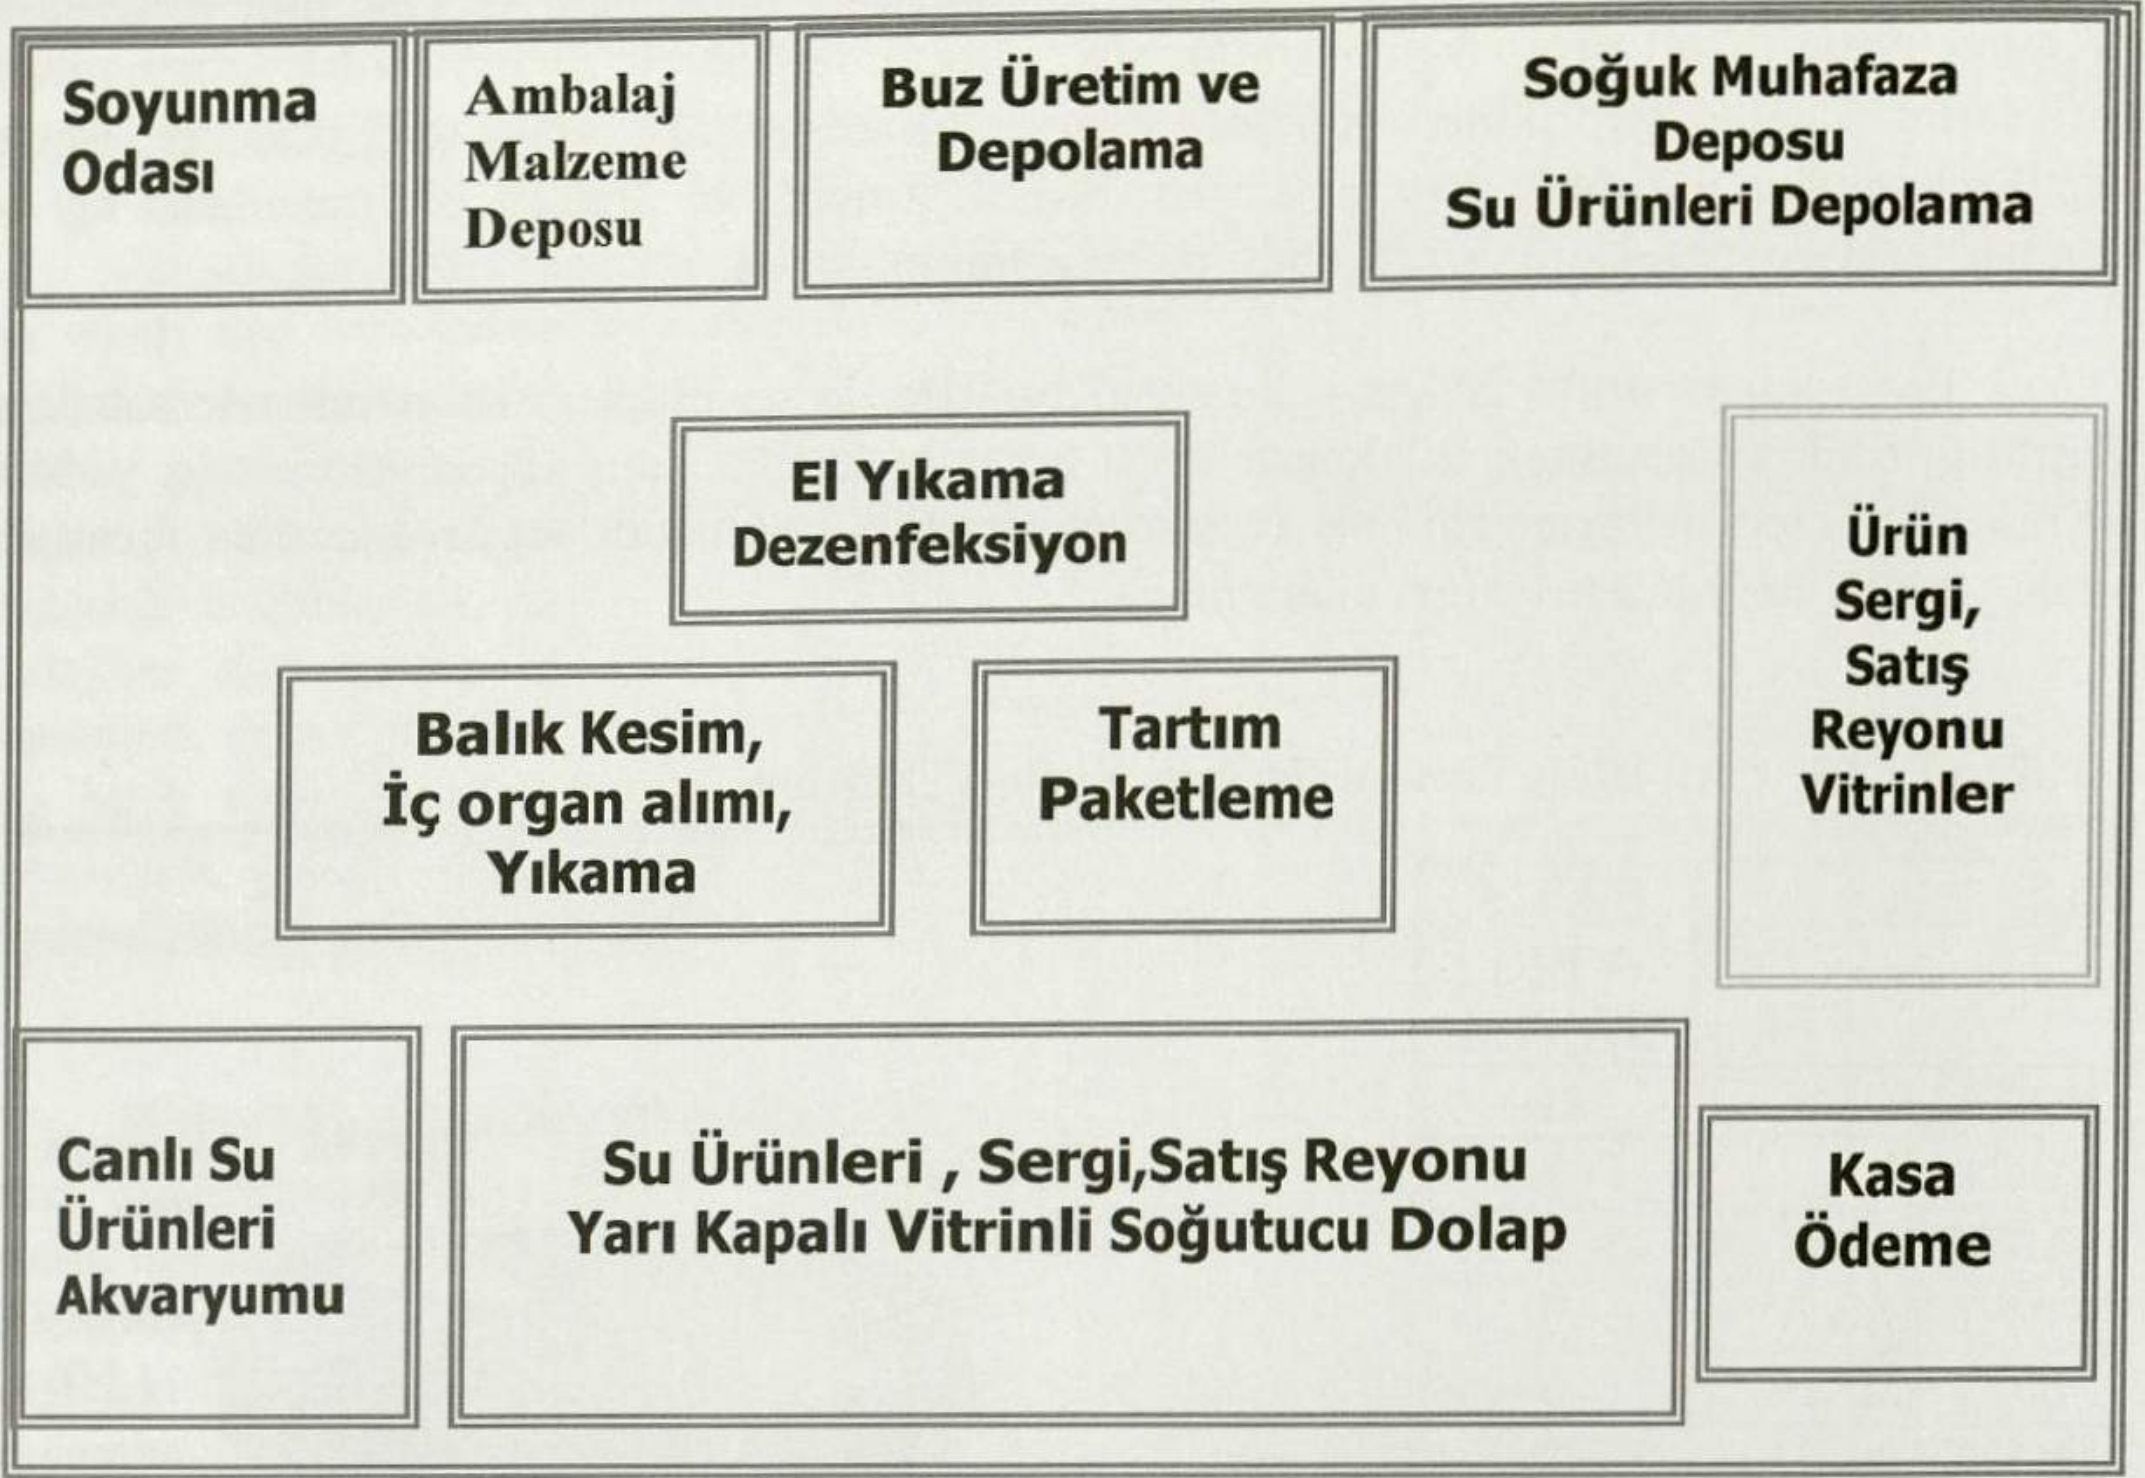 Soyunma
Odası
Ambalaj
Malzeme
Deposu
Buz Üretim ve
Depolama
Soğuk Muhafaza
Deposu
Su Ürünleri Depolama
El Yıkama
Dezenfeksiyon
Ürün
Sergi,
Satış
Reyonu
Vitrinler
Balık Kesim,
İç organ alımı,
Yıkama
Tartım
Paketleme
Canlı Su
Ürünleri
Akvaryumu
Su Ürünleri , Sergi,Satış Reyonu
Yarı Kapalı Vitrinli Soğutucu Dolap
Kasa
Ödeme